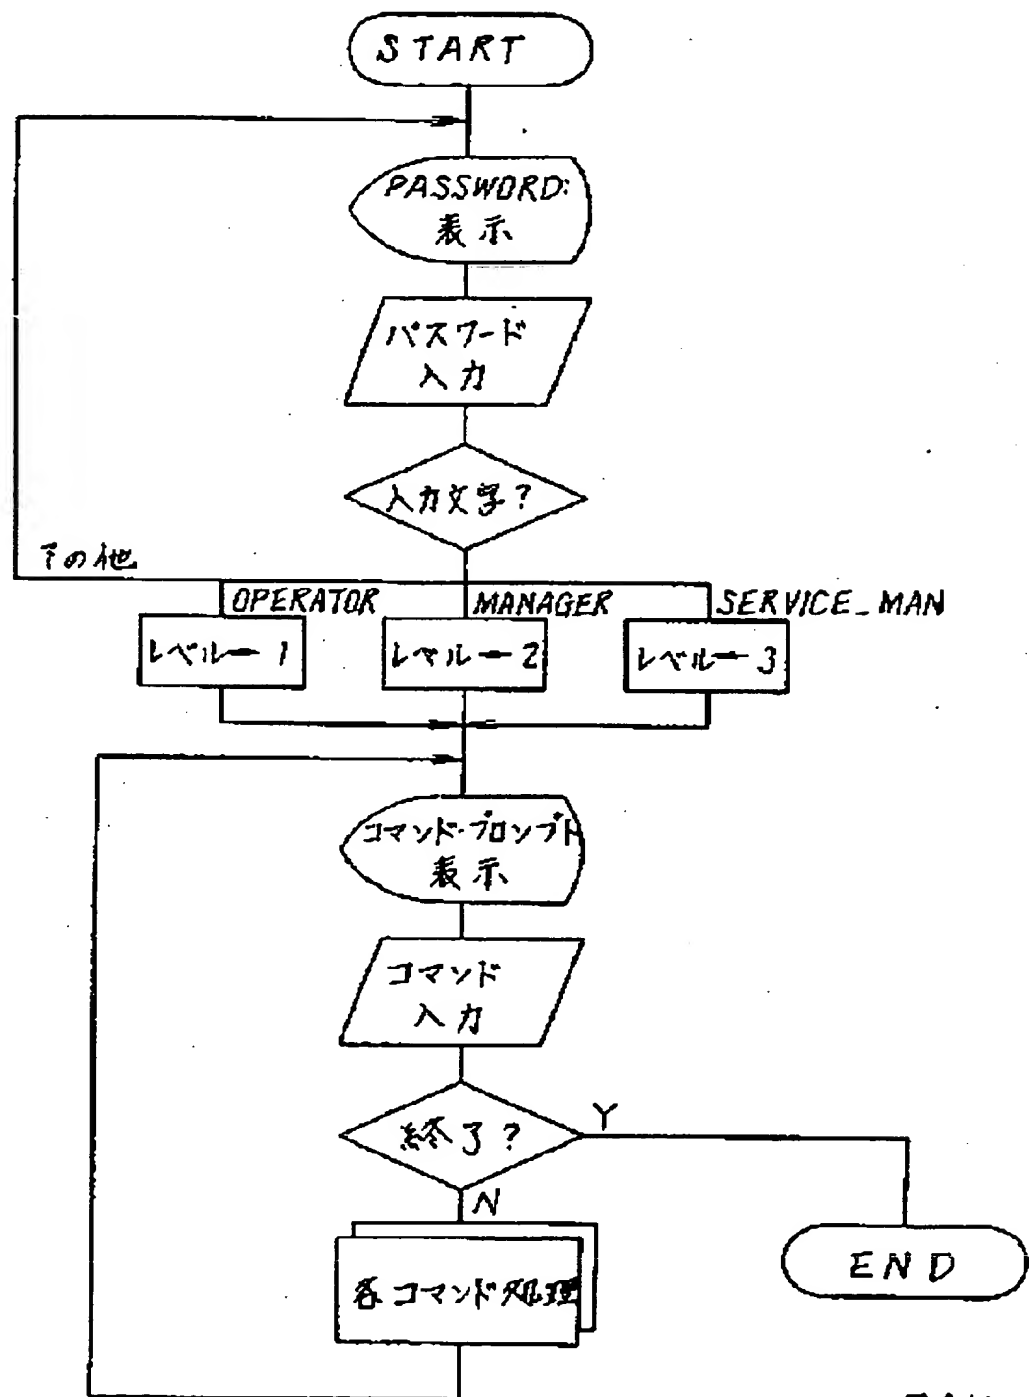 START
PASSWORD:
表示
パスワード
入力
入力文字?
その他
OPERATOR
MANAGER
SERVICE_MAN
レベル← 1
レベル← 2
レベル← 3
コマンド・プロンプト
表示
コマンド
入力
終了?
Y
N
END
各コマンド処理